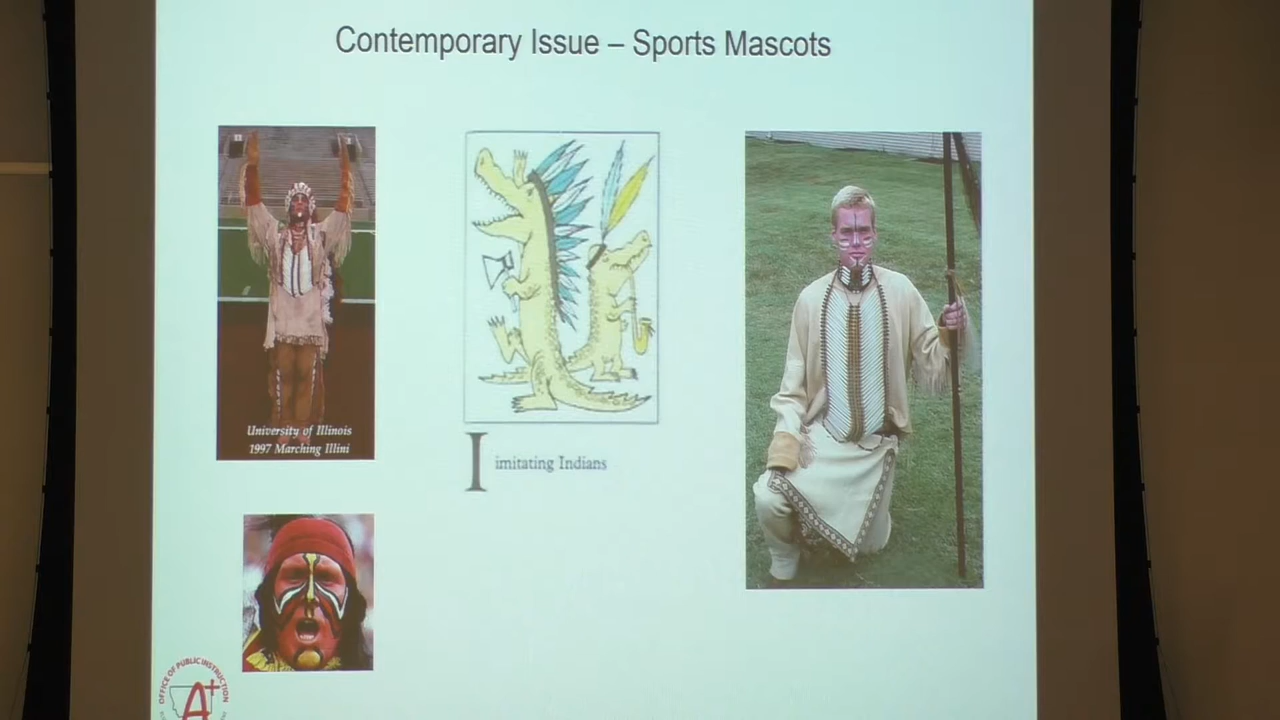 Contemporary Issue – Sports Mascots
University of Illinois
1997 Marching Illini
I imitating Indians
OFFICE OF PUBLIC INSTRUCTION
A+